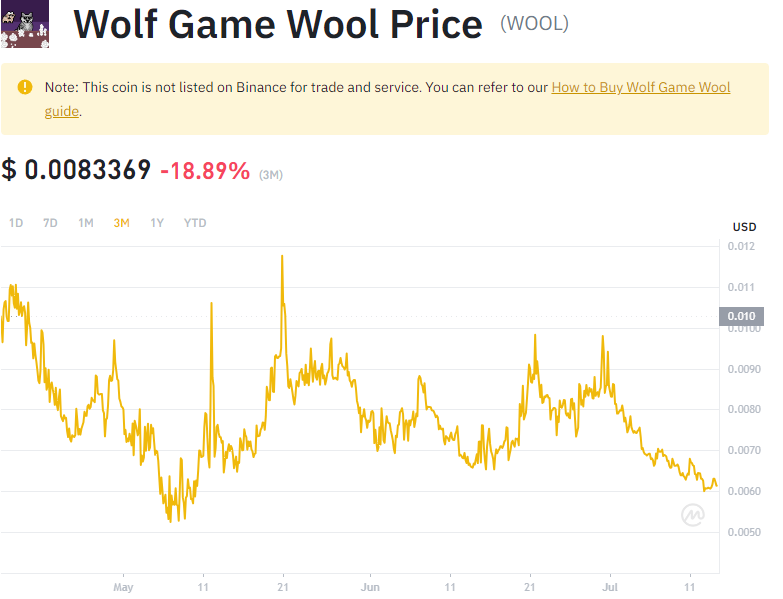 Wolf Game Wool Price (WOOL)
Note: This coin is not listed on Binance for trade and service. You can refer to our How to Buy Wolf Game Wool
guide.
$ 0.0083369 -18.89% (3M)
1D 7D 1M 3M 1Y YTD
USD
0.012
0.011
0.010
0.0100
0.0090
0.0080
0.0070
0.0060
0.0050
May 11 21 Jun 11 21 Jul 11